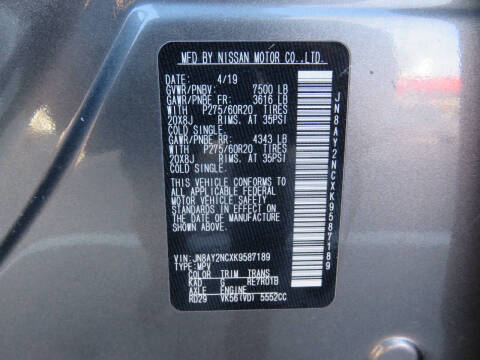 MFD BY NISSAN MOTOR CO.,LTD.
DATE: 4/19
GVWR/PNBV: 7500 LB
GAWR/PNBE FR: 3616 LB
WITH P275/60R20 TIRES
20X8J RIMS. AT 35PSI
COLD SINGLE.
GAWR/PNBE RR: 4343 LB
WITH P275/60R20 TIRES
20X8J RIMS. AT 35PSI
COLD SINGLE.
THIS VEHICLE CONFORMS TO
ALL APPLICABLE FEDERAL
MOTOR VEHICLE SAFETY
STANDARDS IN EFFECT ON
THE DATE OF MANUFACTURE
SHOWN ABOVE.
VIN: JN8AY2NCXK9587189
TYPE: MPV
COLOR TRIM TRANS
KAD G RE7R01B
AXLE ENGINE
RD29 VK56(VD) 5552CC
JN8AY2NCXK9587189